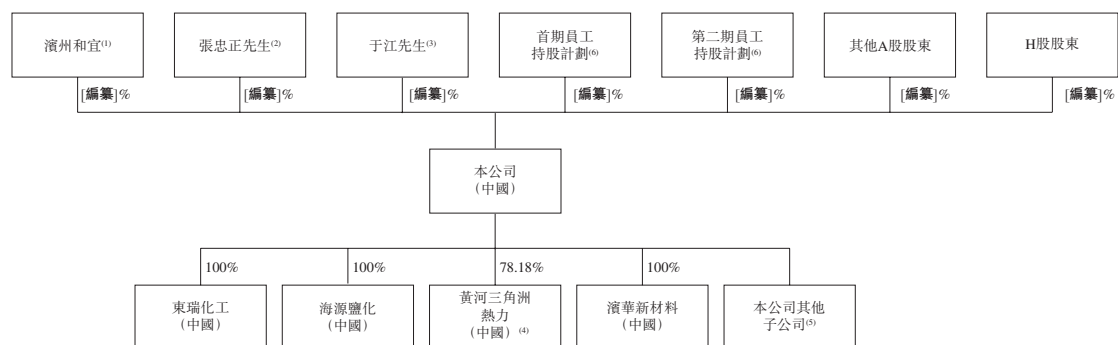 濱州和宜(1)
張忠正先生(2)
于江先生(3)
首期員工
持股計劃(6)
第二期員工
持股計劃(6)
其他A股股東
H股股東
[編纂]%
[編纂]%
[編纂]%
[編纂]%
[編纂]%
[編纂]%
[編纂]%
本公司
(中國)
100%
100%
78.18%
100%
東瑞化工
(中國)
海源鹽化
(中國)
黃河三角洲
熱力
(中國)(4)
濱華新材料
(中國)
本公司其他
子公司(5)